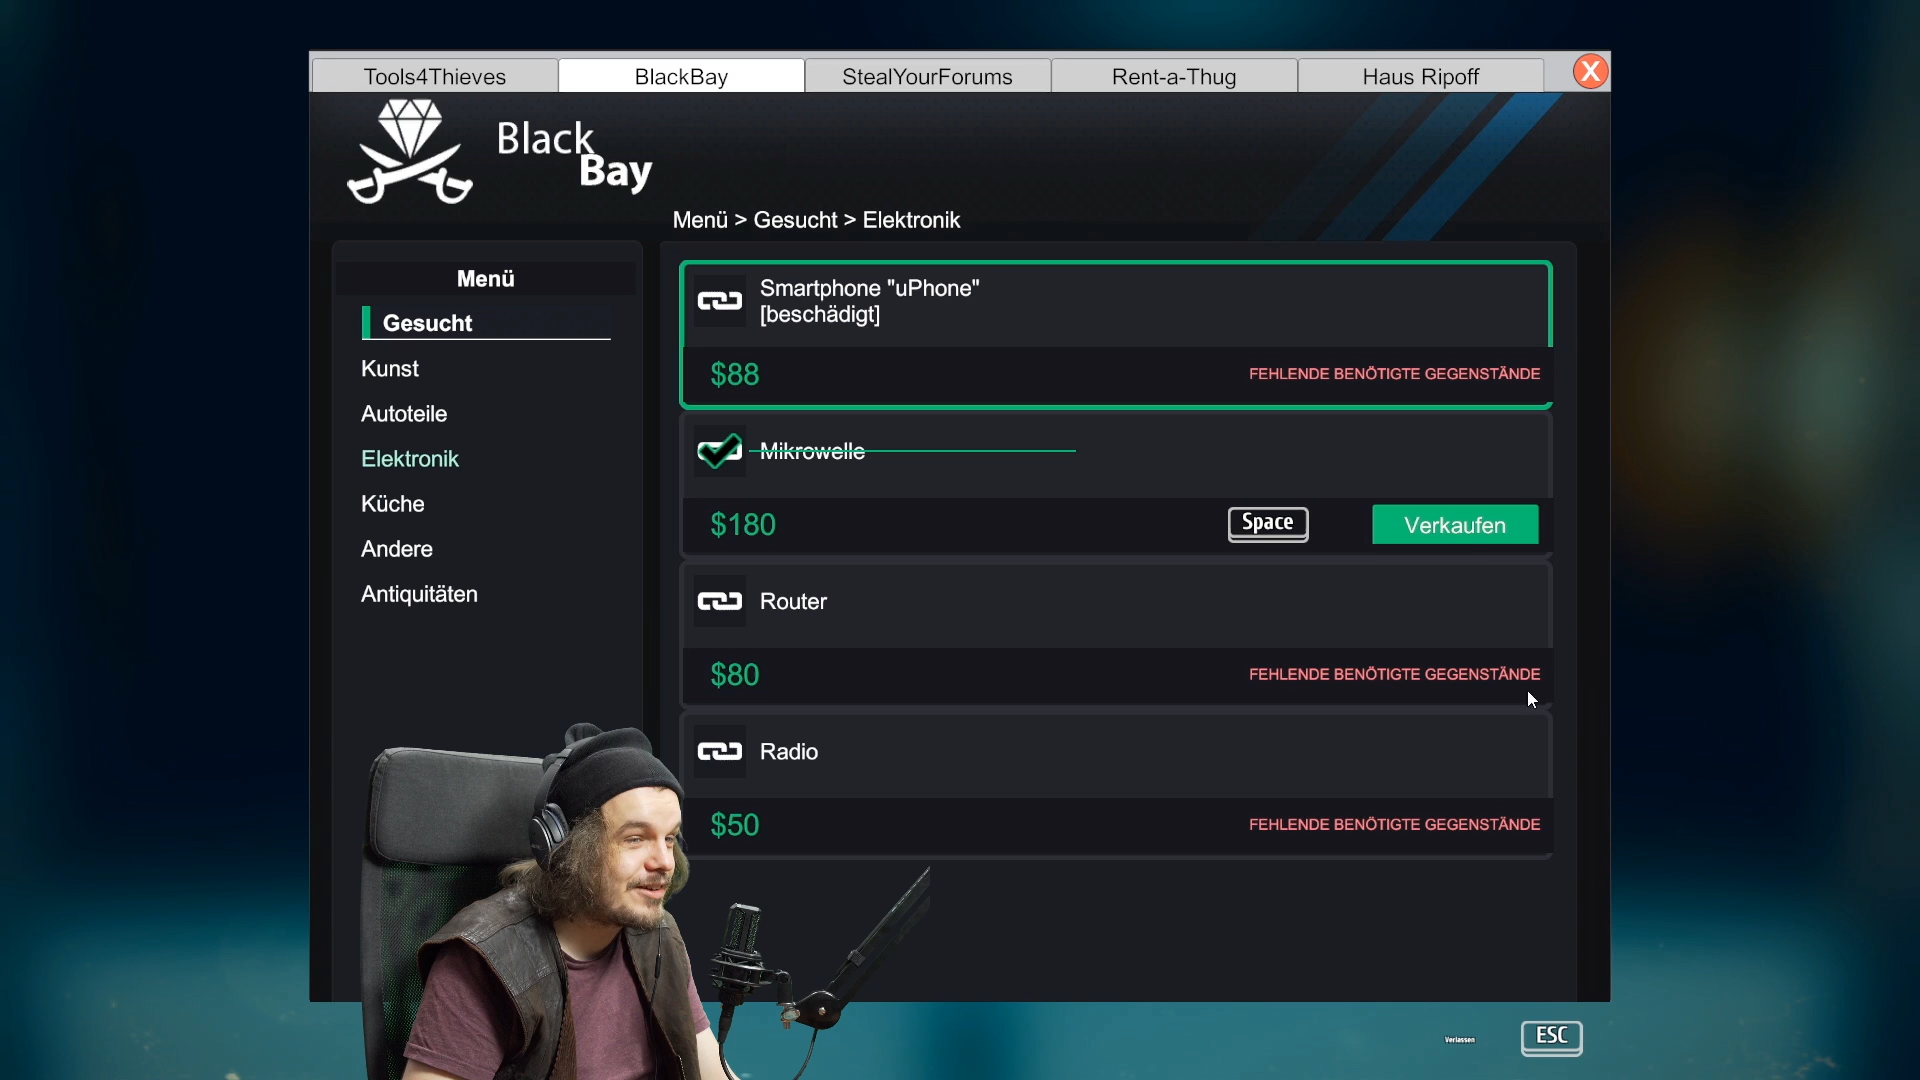 Tools4Thieves
BlackBay
StealYourForums
Rent-a-Thug
Haus Ripoff
X
Black
Bay
Menü > Gesucht > Elektronik
Menü
Gesucht
Kunst
Autoteile
Elektronik
Küche
Andere
Antiquitäten
Smartphone "uPhone"
[beschädigt]
$88
FEHLENDE BENÖTIGTE GEGENSTÄNDE
Mikrowelle
$180
Space
Verkaufen
Router
$80
FEHLENDE BENÖTIGTE GEGENSTÄNDE
Radio
$50
FEHLENDE BENÖTIGTE GEGENSTÄNDE
Verlassen
ESC